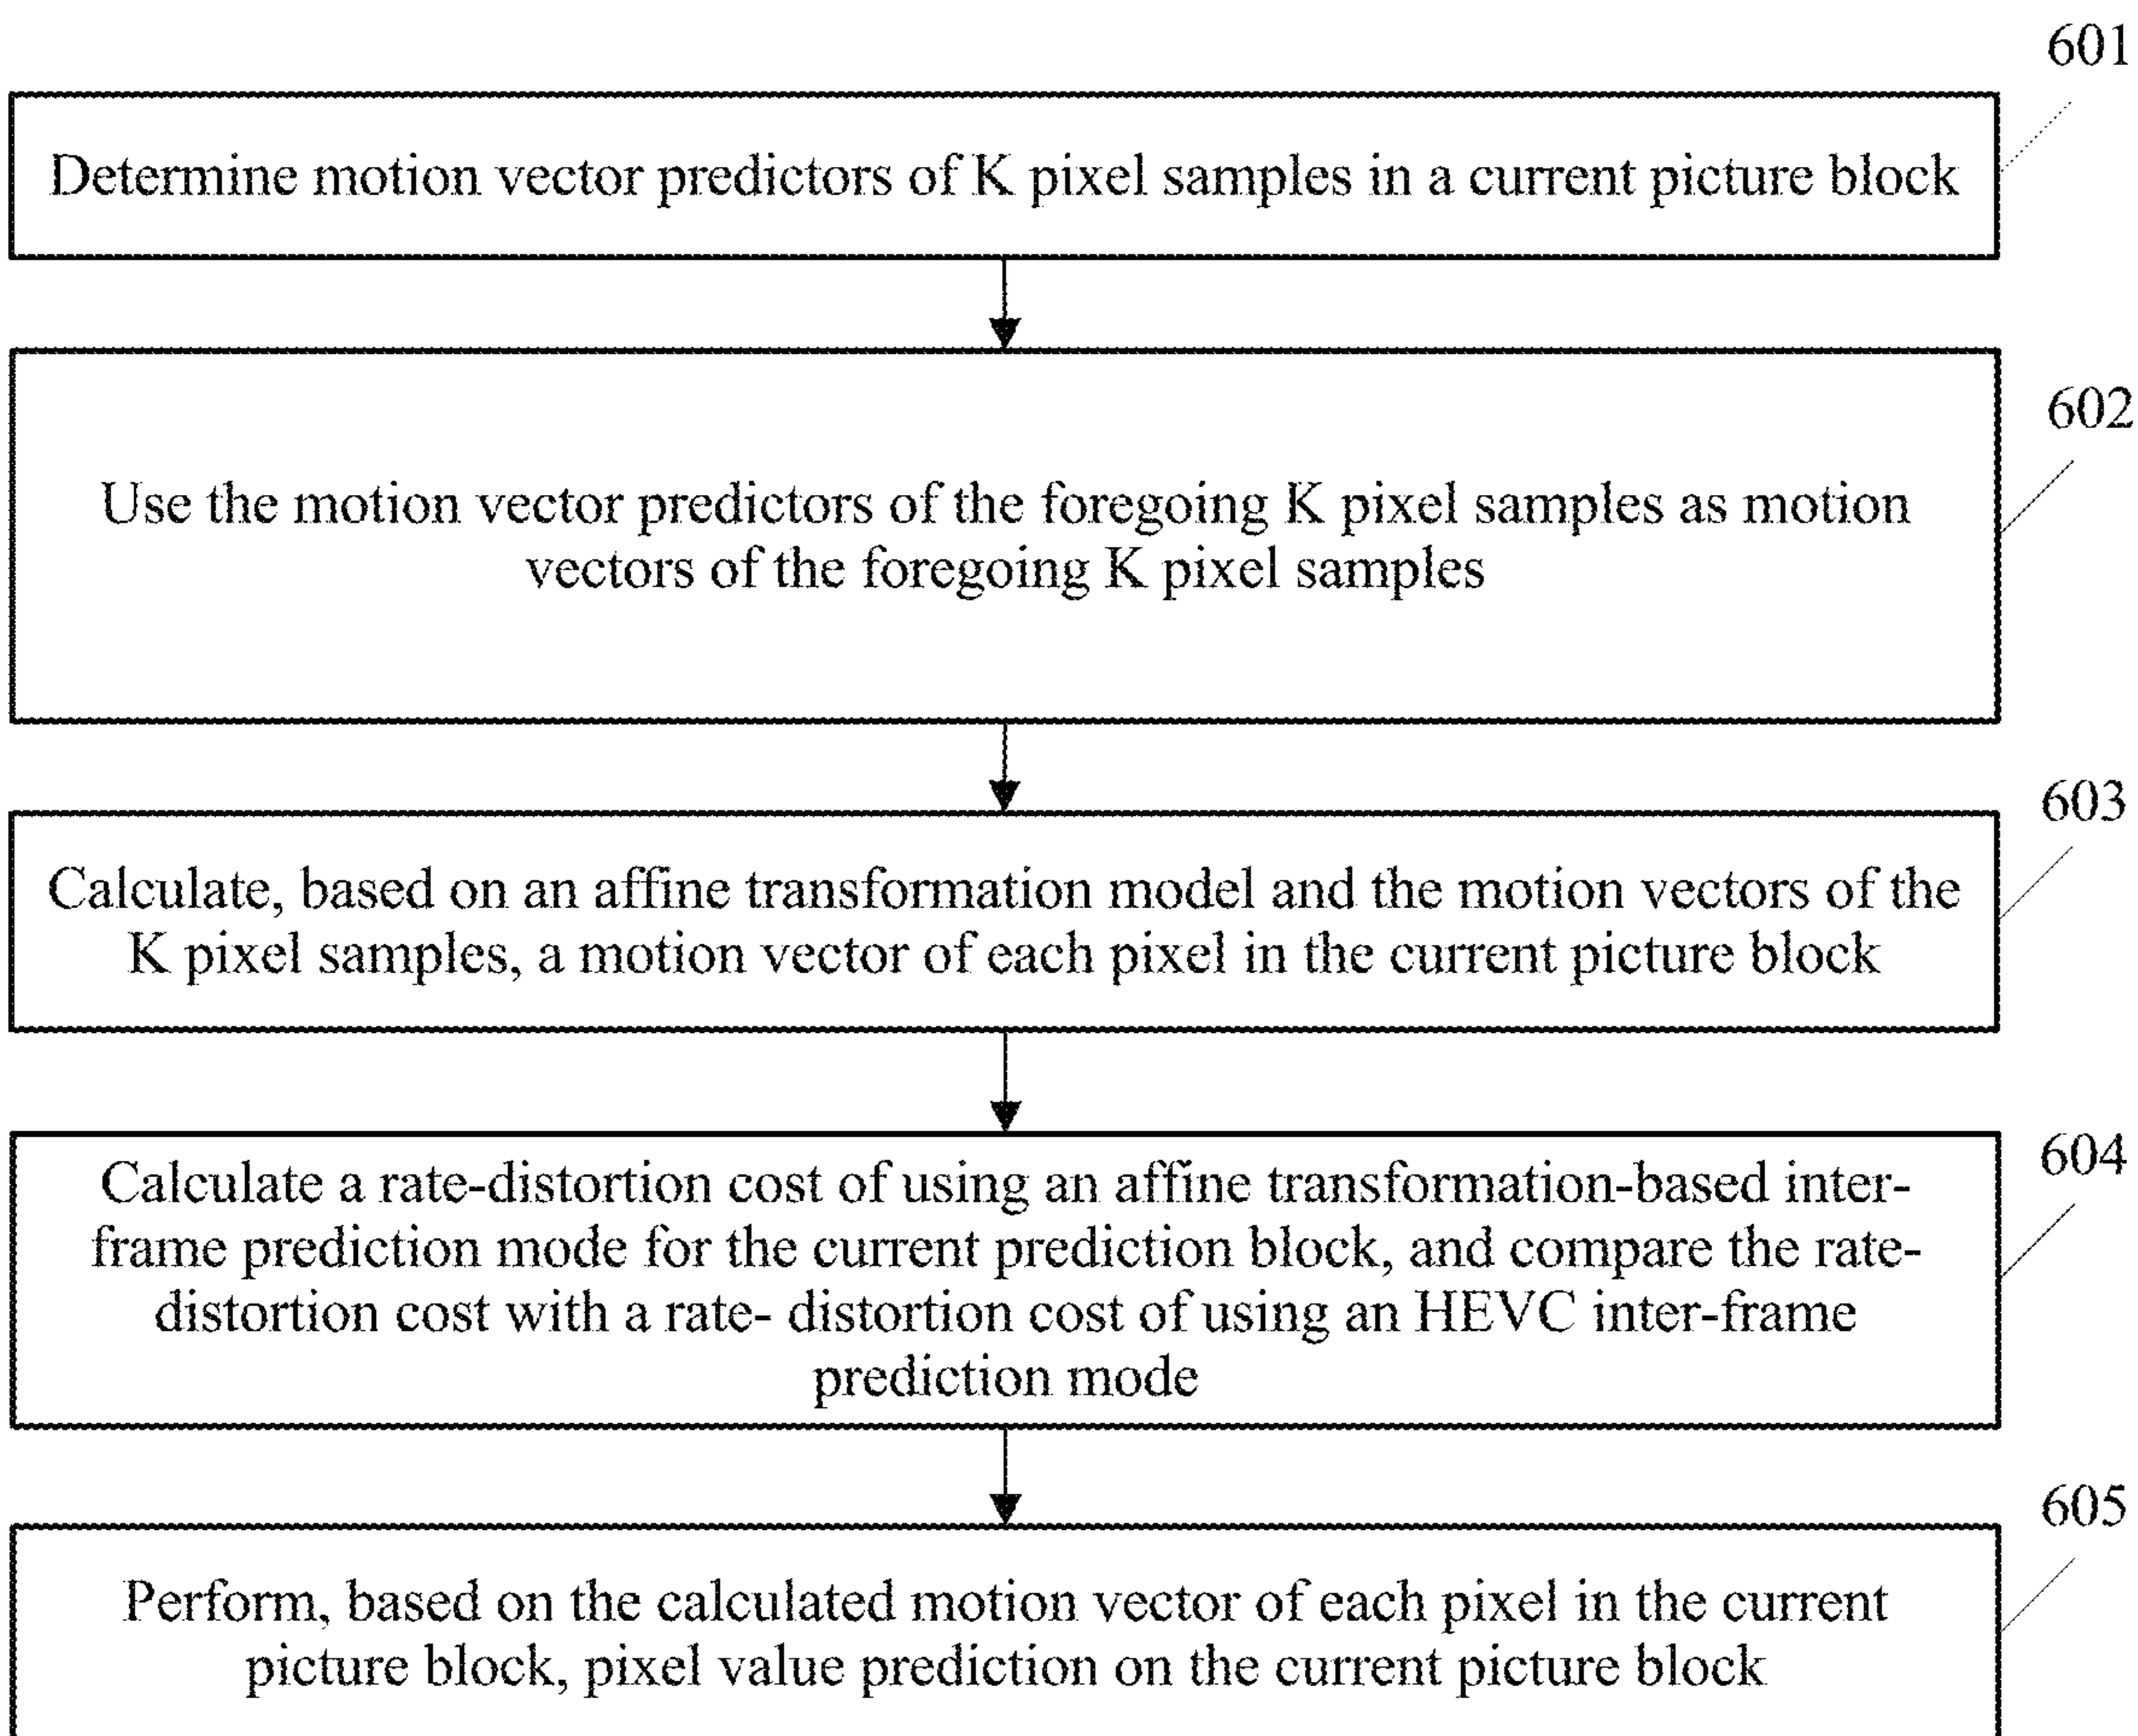 601
Determine motion vector predictors of K pixel samples in a current picture block
602
Use the motion vector predictors of the foregoing K pixel samples as motion
vectors of the foregoing K pixel samples
603
Calculate, based on an affine transformation model and the motion vectors of the
K pixel samples, a motion vector of each pixel in the current picture block
604
Calculate a rate-distortion cost of using an affine transformation-based inter-
frame prediction mode for the current prediction block, and compare the rate-
distortion cost with a rate- distortion cost of using an HEVC inter-frame
prediction mode
605
Perform, based on the calculated motion vector of each pixel in the current
picture block, pixel value prediction on the current picture block